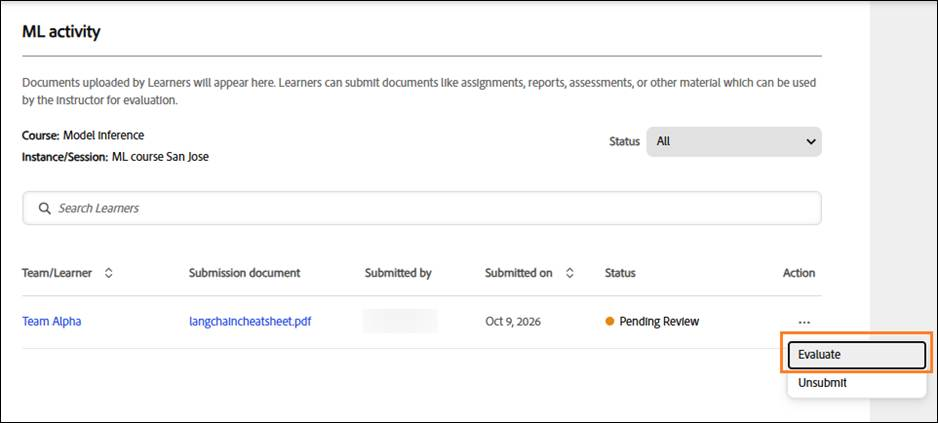 ML activity
Documents uploaded by Learners will appear here. Learners can submit documents like assignments, reports, assessments, or other material which can be used
by the instructor for evaluation.
Course: Model Inference
Instance/Session: ML course San Jose
Status All
Search Learners
Team/Learner Submission document Submitted by Submitted on Status Action
Team Alpha langchaincheatsheet.pdf Oct 9, 2026 Pending Review ...
Evaluate
Unsubmit